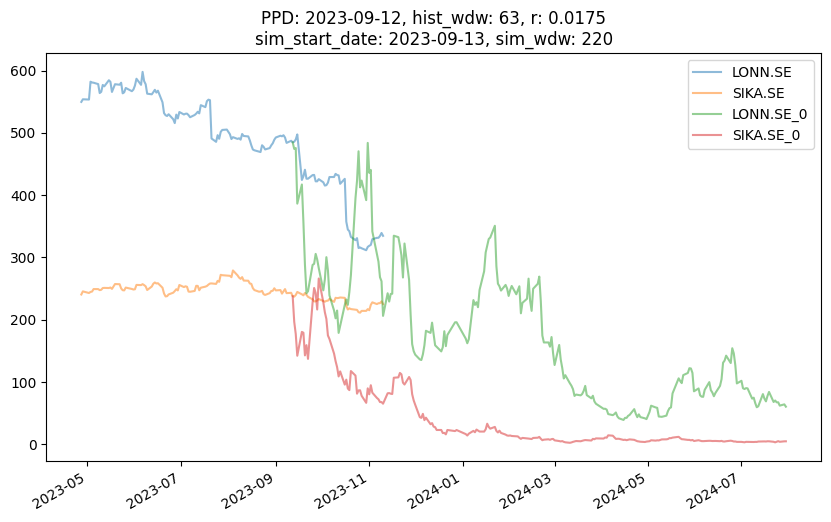 PPD: 2023-09-12, hist_wdw: 63, r: 0.0175
sim_start_date: 2023-09-13, sim_wdw: 220
LONN.SE
SIKA.SE
LONN.SE_0
SIKA.SE_0
600
500
400
300
200
100
0
2023-05
2023-07
2023-09
2023-11
2024-01
2024-03
2024-05
2024-07